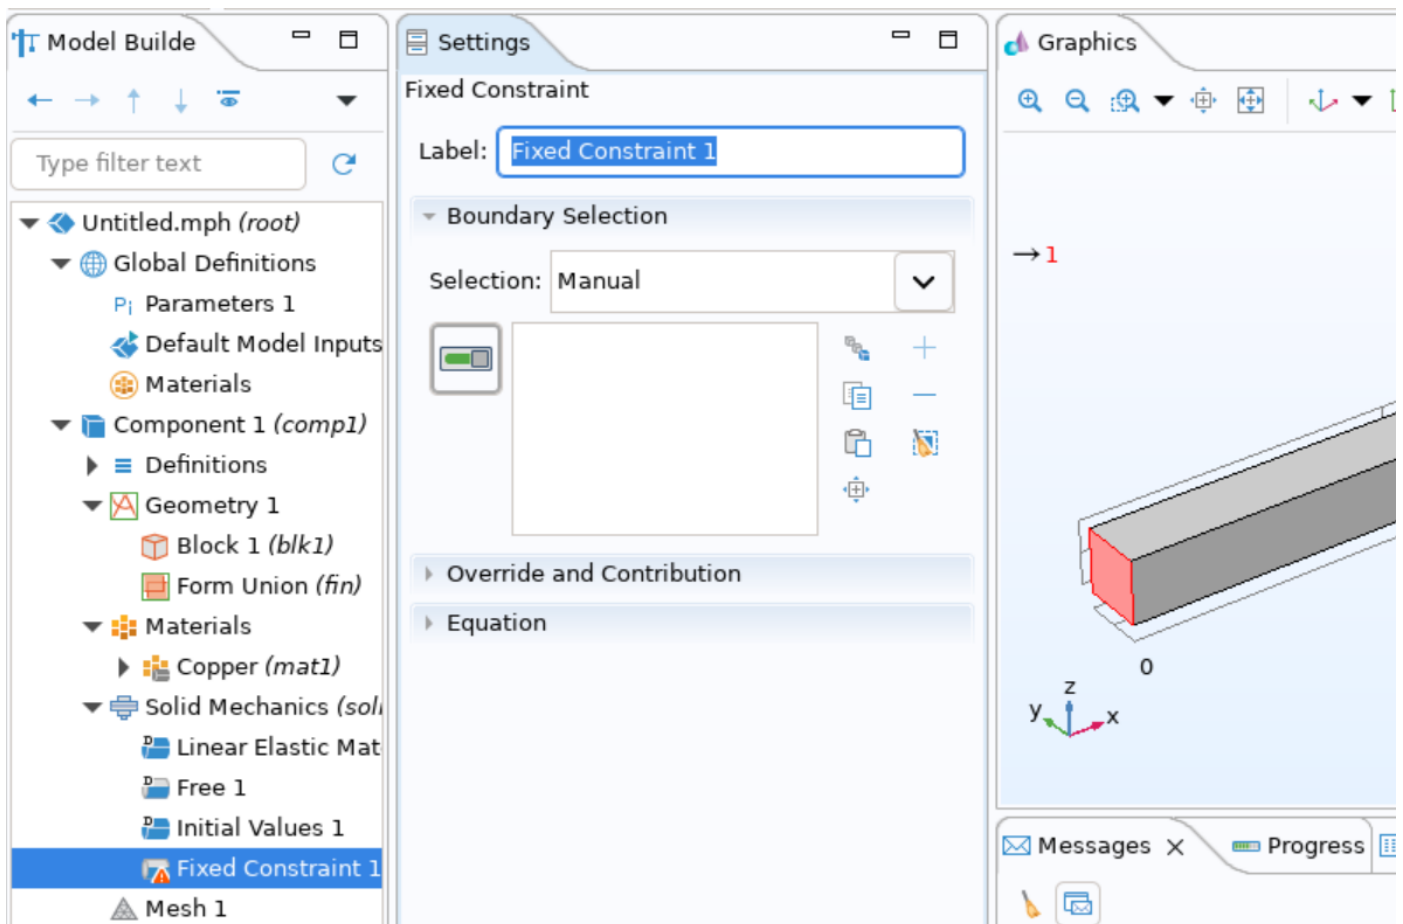 Model Builde
Type filter text
Untitled.mph (root)
Global Definitions
Pi Parameters 1
Default Model Inputs
Materials
Component 1 (comp1)
Definitions
Geometry 1
Block 1 (blk1)
Form Union (fin)
Materials
Copper (mat1)
Solid Mechanics (soli
D Linear Elastic Mat
D Free 1
D Initial Values 1
Fixed Constraint 1
Mesh 1
Settings
Fixed Constraint
Label: Fixed Constraint 1
Boundary Selection
Selection: Manual
Override and Contribution
Equation
Graphics
→1
0
z
y x
Messages
Progress